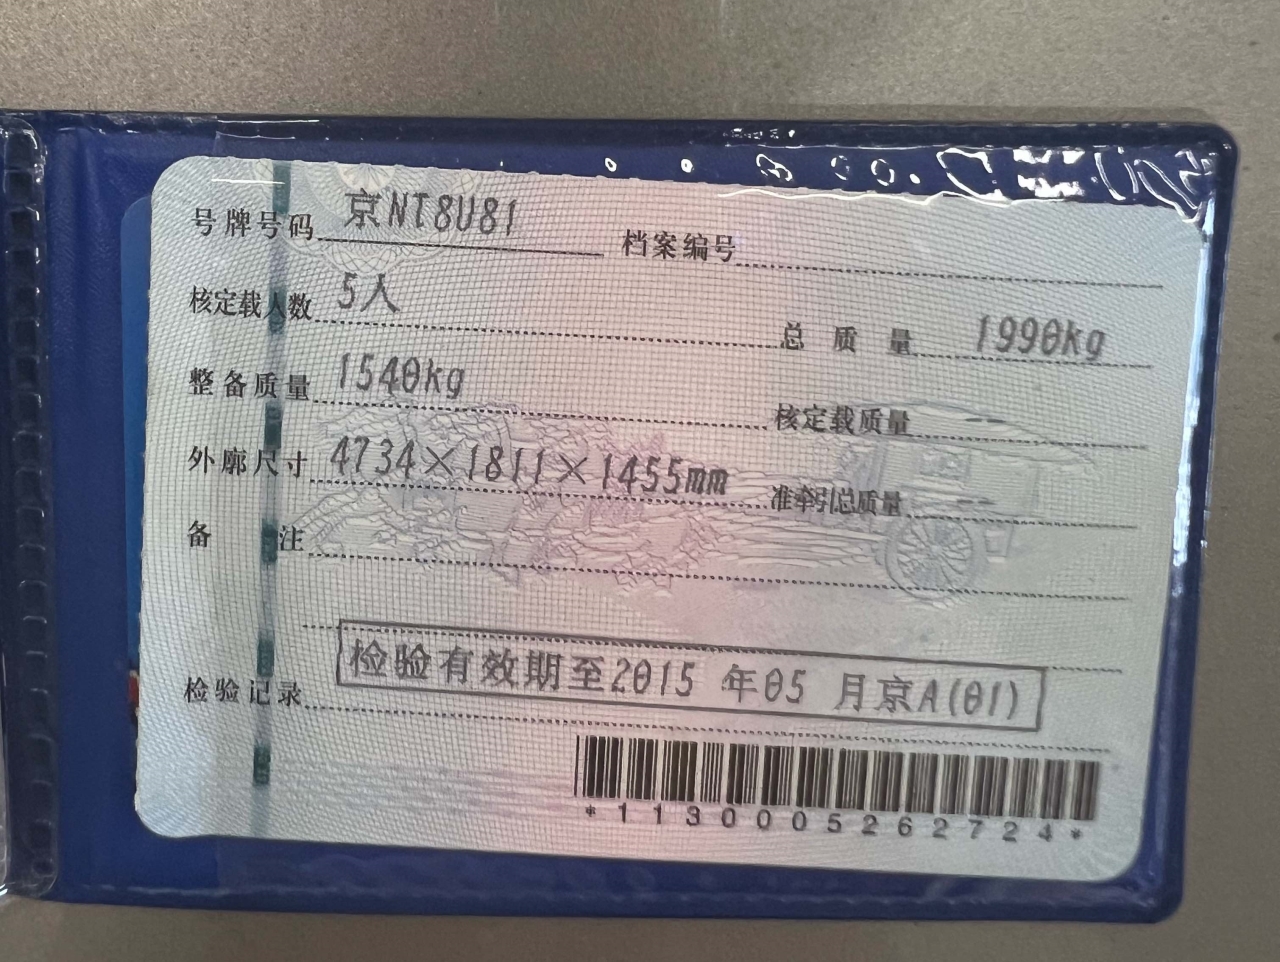 号牌号码 京NT8U81 档案编号
核定载人数 5人 总质量 1990kg
整备质量 1540kg 核定载质量
外廓尺寸 4734×1811×1455mm 准牵引总质量
备注
检验记录 检验有效期至2015 年05 月京A(01)
*1130005262724*